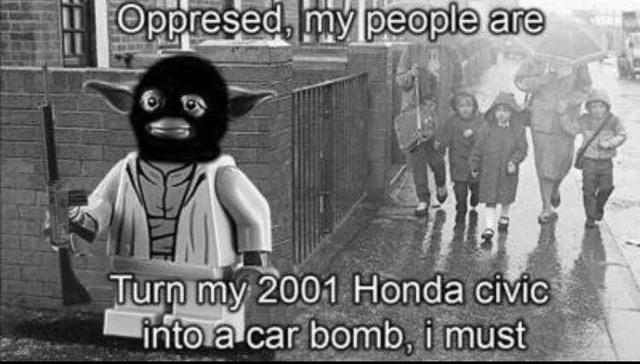 Oppresed, my people are
Turn my 2001 Honda civic
into a car bomb, i must